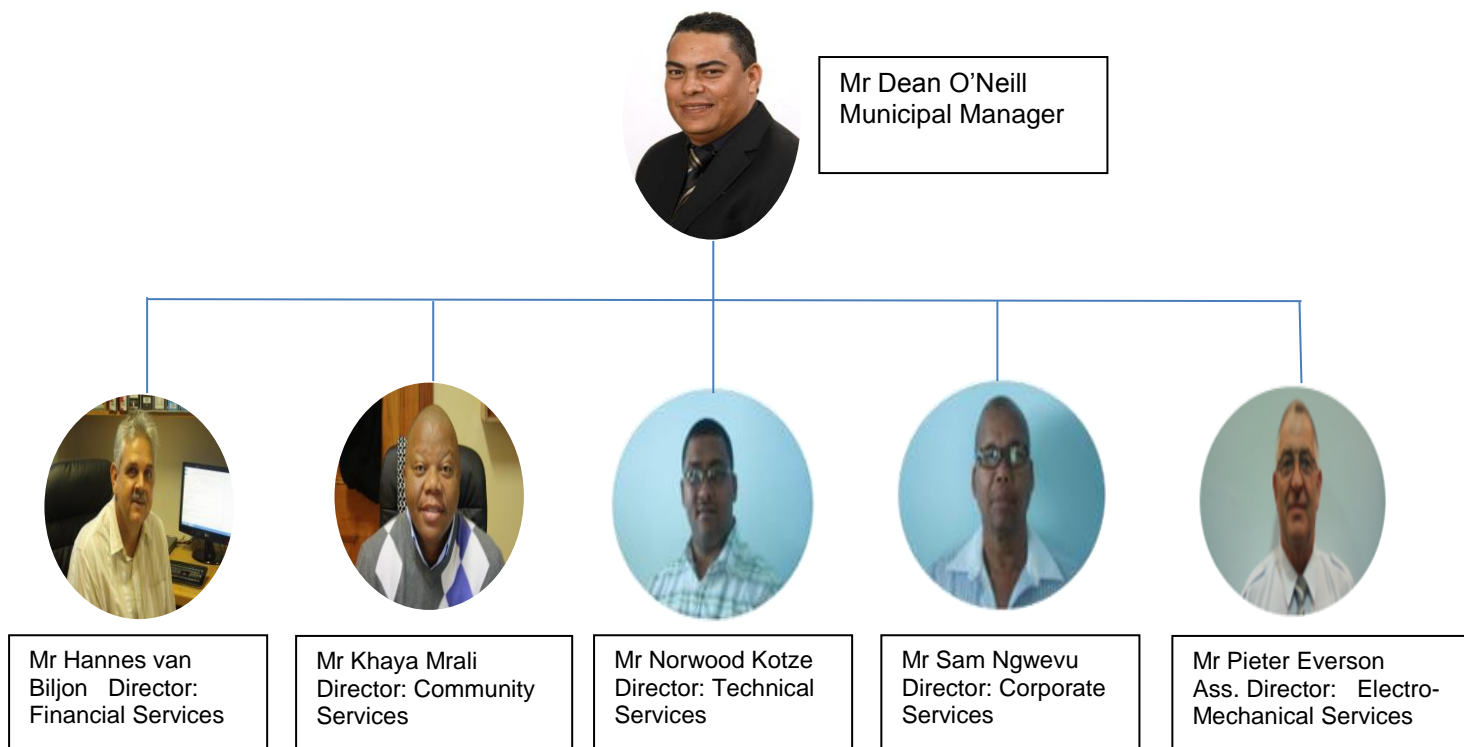 Mr Dean O’Neill
Municipal Manager
Mr Hannes van
Biljon Director:
Financial Services
Mr Khaya Mrali
Director: Community
Services
Mr Norwood Kotze
Director: Technical
Services
Mr Sam Ngwevu
Director: Corporate
Services
Mr Pieter Everson
Ass. Director: Electro-
Mechanical Services